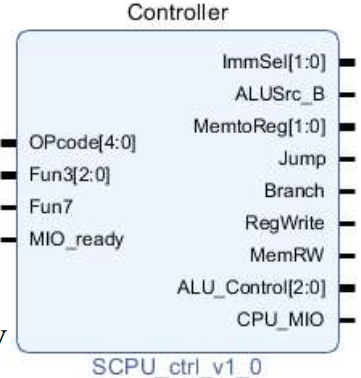 Controller
OPcode[4:0]
Fun3[2:0]
Fun7
MIO_ready
ImmSel[1:0]
ALUSrc_B
MemtoReg[1:0]
Jump
Branch
RegWrite
MemRW
ALU_Control[2:0]
CPU_MIO
SCPU_ctrl_v1_0